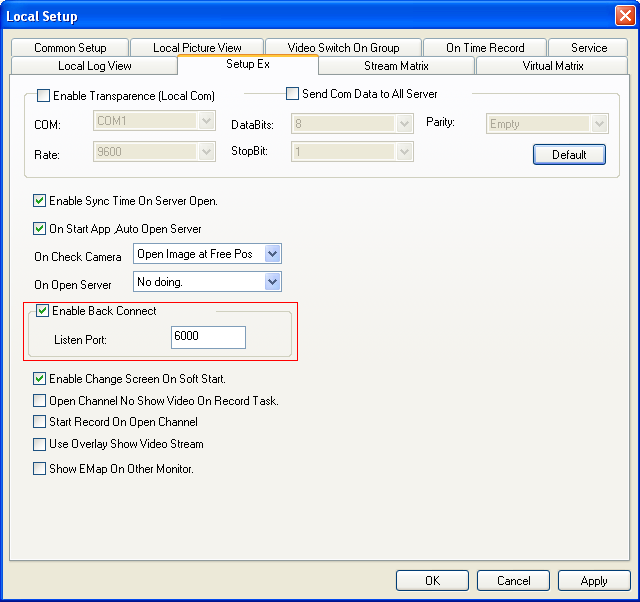 Local Setup
Common Setup Local Picture View Video Switch On Group On Time Record Service
Local Log View Setup Ex Stream Matrix Virtual Matrix
Enable Transparence (Local Com) Send Com Data to All Server
COM: COM1 DataBits: 8 Parity: Empty
Rate: 9600 StopBit: 1 Default
Enable Sync Time On Server Open.
On Start App ,Auto Open Server
On Check Camera Open Image at Free Pos
On Open Server No doing.
Enable Back Connect
Listen Port: 6000
Enable Change Screen On Soft Start.
Open Channel No Show Video On Record Task.
Start Record On Open Channel
Use Overlay Show Video Stream
Show EMap On Other Monitor.
OK Cancel Apply